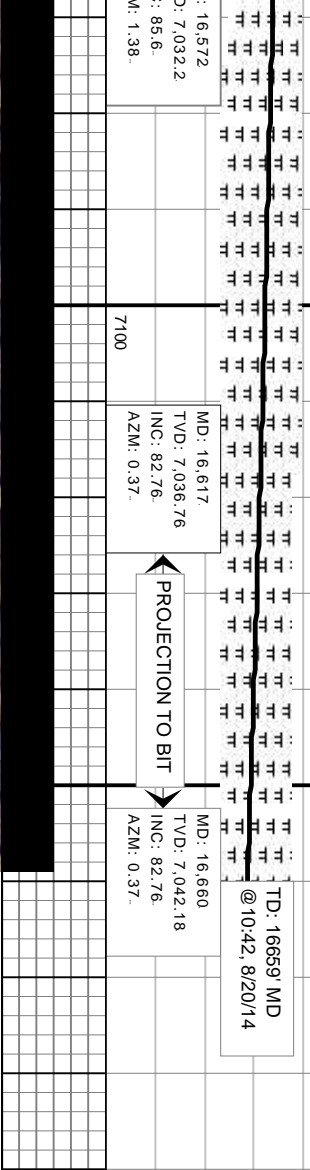 : 16,572
D: 7,032.2
: 85.6
M: 1.38
7100
MD: 16,617
TVD: 7,036.76
INC: 82.76
AZM: 0.37
PROJECTION TO BIT
MD: 16,660
TVD: 7,042.18
INC: 82.76
AZM: 0.37
TD: 16659' MD
@ 10:42, 8/20/14